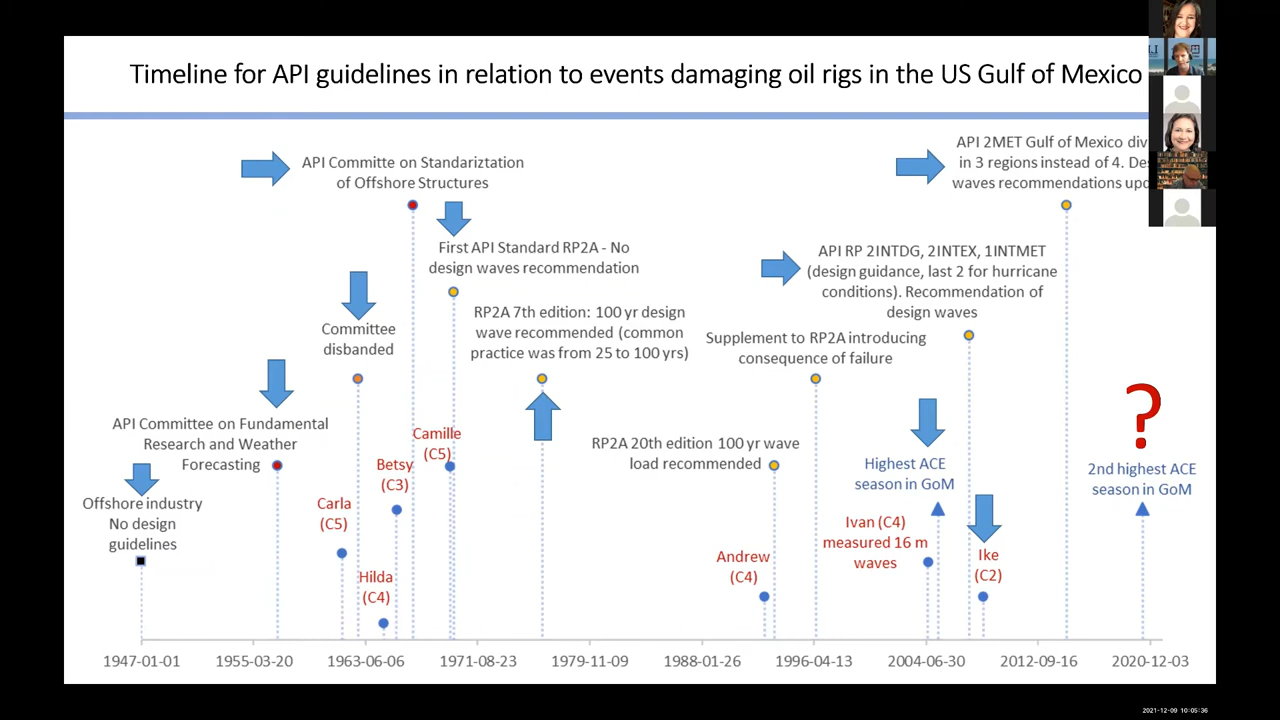 Timeline for API guidelines in relation to events damaging oil rigs in the US Gulf of Mexico
API Committe on Standariztation
of Offshore Structures
API 2MET Gulf of Mexico
in 3 regions instead of 4.
waves recommendations
First API Standard RP2A - No
design waves recommendation
API RP 2INTDG, 2INTEX, 1INTMET
(design guidance, last 2 for hurricane
conditions). Recommendation of
design waves
RP2A 7th edition: 100 yr design
wave recommended (common
practice was from 25 to 100 yrs)
Committee
disbanded
Supplement to RP2A introducing
consequence of failure
API Committee on Fundamental
Research and Weather
Forecasting
Camille
(C5)
Betsy
(C3)
RP2A 20th edition 100 yr wave
load recommended
Highest ACE
season in GoM
?
2nd highest ACE
season in GoM
Offshore industry
No design
guidelines
Carla
(C5)
Hilda
(C4)
Andrew
(C4)
Ivan (C4)
measured 16 m
waves
Ike
(C2)
1947-01-01 1955-03-20 1963-06-06 1971-08-23 1979-11-09 1988-01-26 1996-04-13 2004-06-30 2012-09-16 2020-12-03
2021-12-09 10:05:36